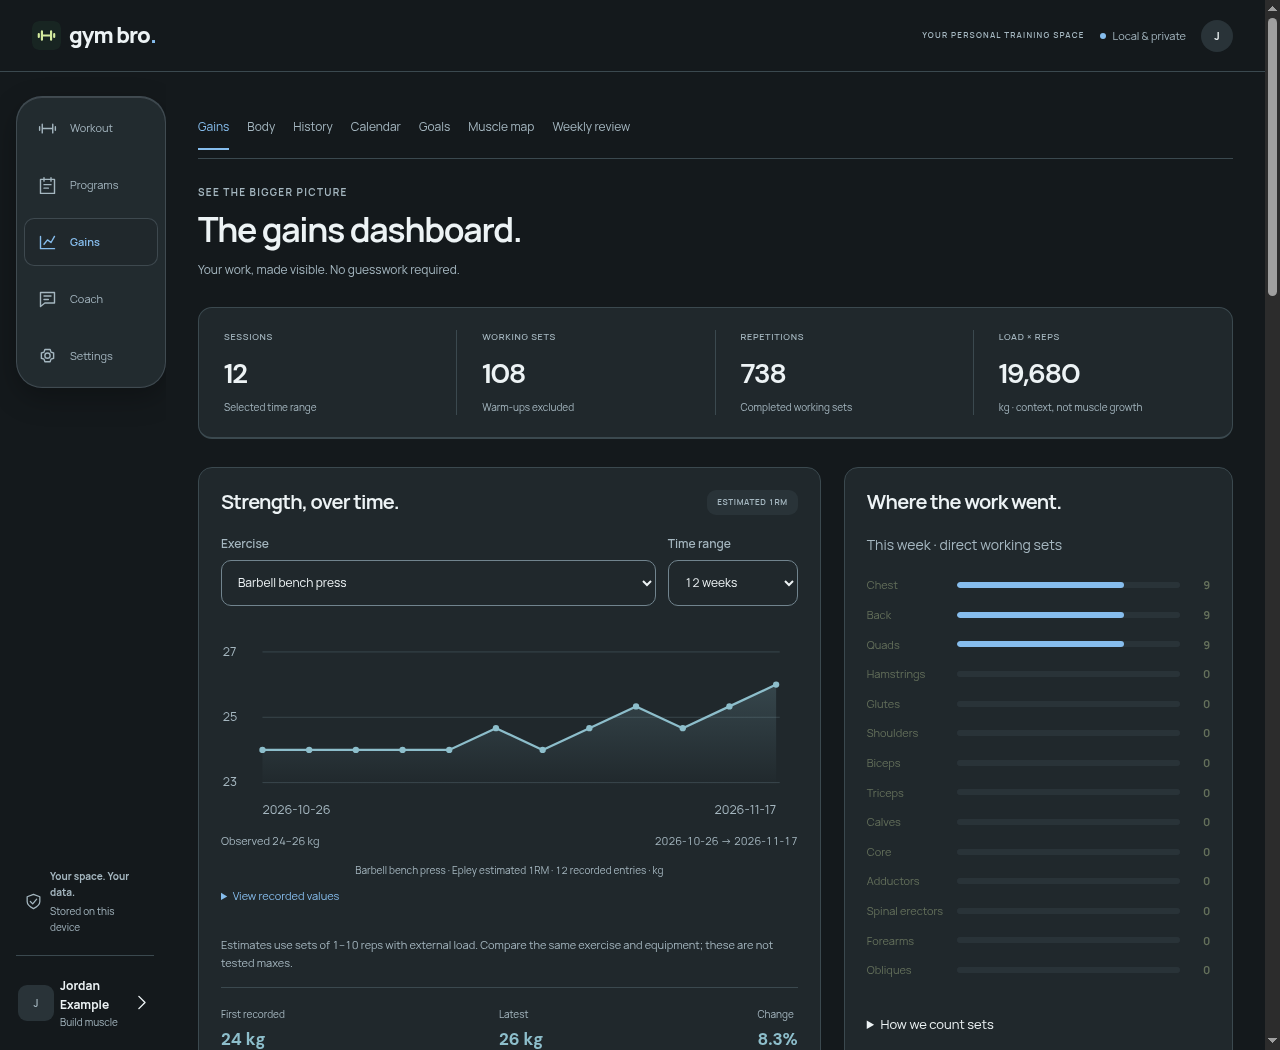 gym bro.
YOUR PERSONAL TRAINING SPACE
Local & private
J
Workout
Programs
Gains
Coach
Settings
Your space. Your data.
Stored on this device
J
Jordan Example
Build muscle
Gains Body History Calendar Goals Muscle map Weekly review
SEE THE BIGGER PICTURE
The gains dashboard.
Your work, made visible. No guesswork required.
SESSIONS
12
Selected time range
WORKING SETS
108
Warm-ups excluded
REPETITIONS
738
Completed working sets
LOAD × REPS
19,680
kg · context, not muscle growth
Strength, over time.
ESTIMATED 1RM
Exercise
Barbell bench press
Time range
12 weeks
27
25
23
2026-10-26
2026-11-17
Observed 24–26 kg
2026-10-26 → 2026-11-17
Barbell bench press · Epley estimated 1RM · 12 recorded entries · kg
View recorded values
Estimates use sets of 1–10 reps with external load. Compare the same exercise and equipment; these are not
tested maxes.
First recorded
24 kg
Latest
26 kg
Change
8.3%
Where the work went.
This week · direct working sets
Chest 9
Back 9
Quads 9
Hamstrings 0
Glutes 0
Shoulders 0
Biceps 0
Triceps 0
Calves 0
Core 0
Adductors 0
Spinal erectors 0
Forearms 0
Obliques 0
How we count sets